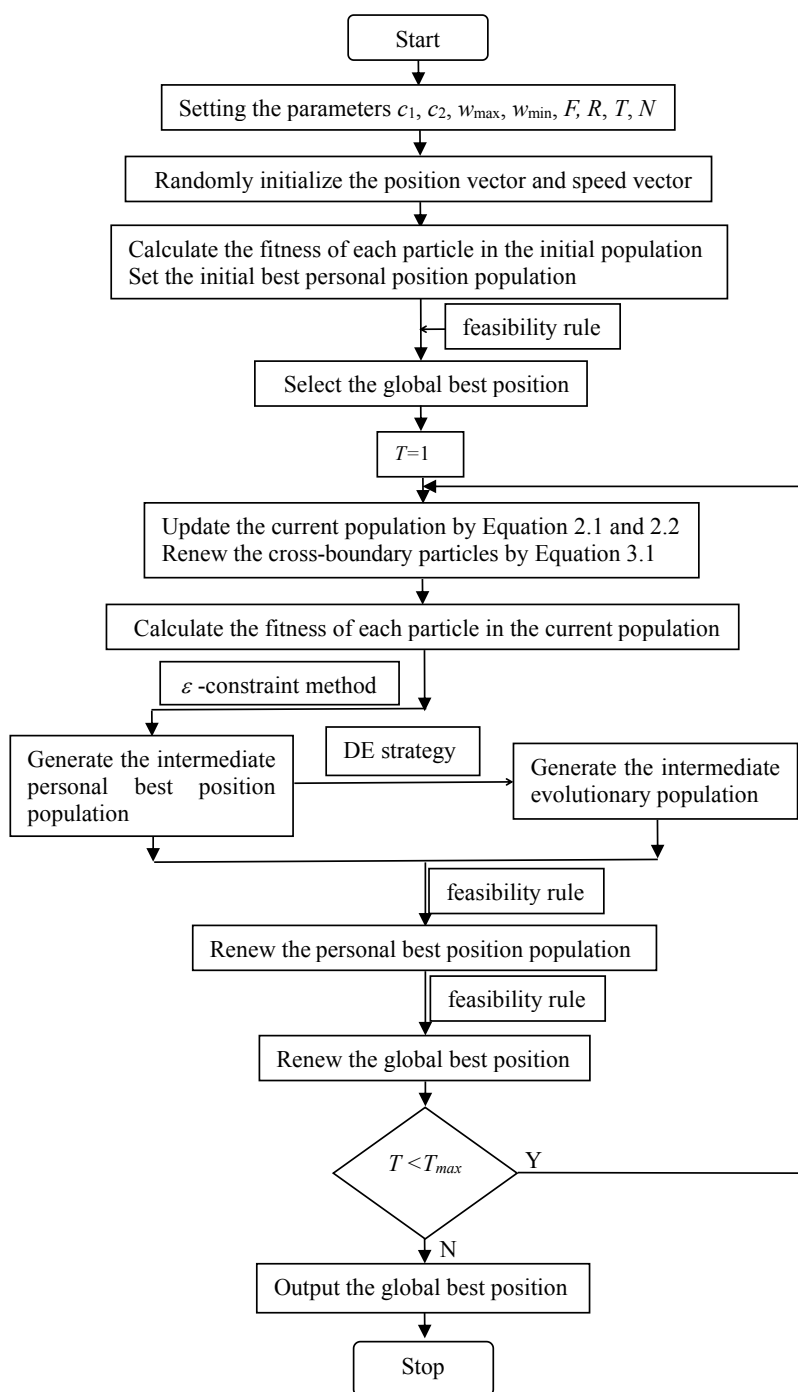 Start
Setting the parameters c₁, c₂, wₘₐₓ, wₘᵢₙ, F, R, T, N
Randomly initialize the position vector and speed vector
Calculate the fitness of each particle in the initial population
Set the initial best personal position population
feasibility rule
Select the global best position
T=1
Update the current population by Equation 2.1 and 2.2
Renew the cross-boundary particles by Equation 3.1
Calculate the fitness of each particle in the current population
ε -constraint method
Generate the intermediate
personal best position
population
DE strategy
Generate the intermediate
evolutionary population
feasibility rule
Renew the personal best position population
feasibility rule
Renew the global best position
T <Tₘₐₓ
Y
N
Output the global best position
Stop